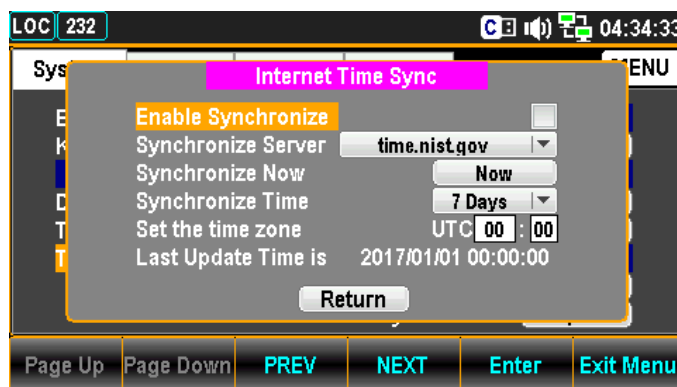 LOC 232 C 04:34:33
Sys MENU
Internet Time Sync
Enable Synchronize
Synchronize Server time.nist.gov
Synchronize Now Now
Synchronize Time 7 Days
Set the time zone UTC 00 : 00
Last Update Time is 2017/01/01 00:00:00
Return
Page Up Page Down PREV NEXT Enter Exit Menu